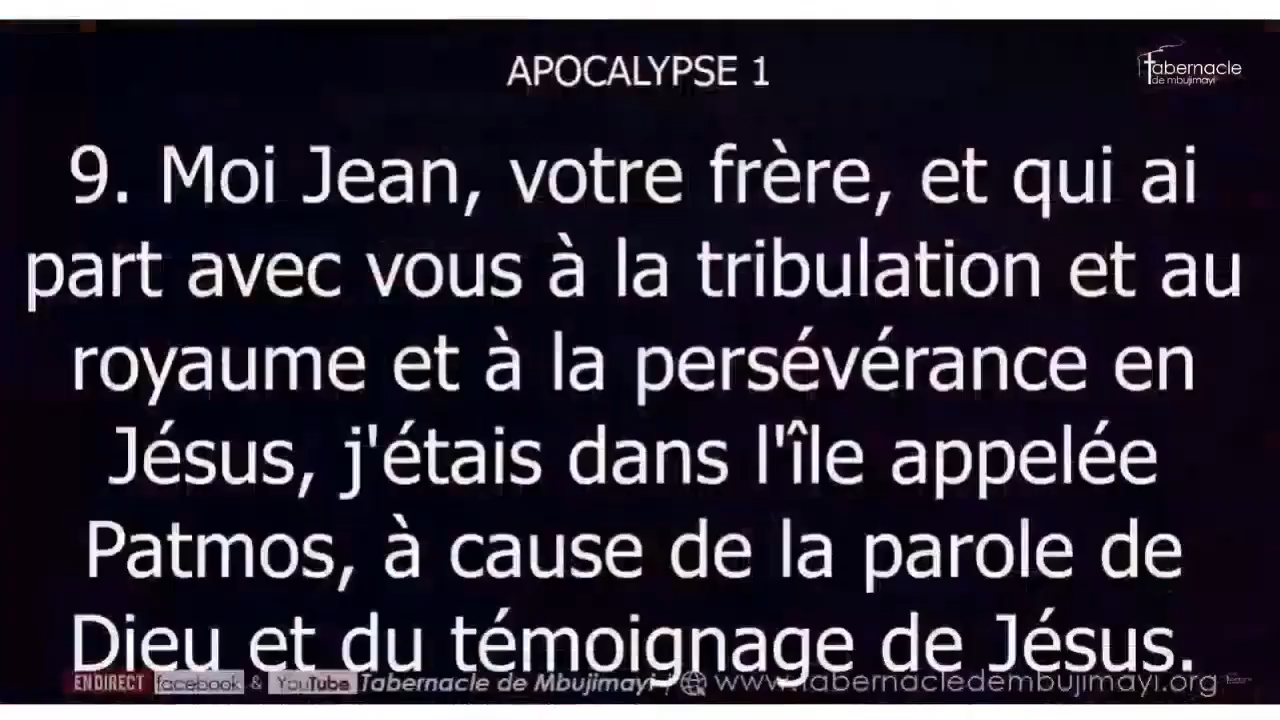 APOCALYPSE 1
Tabernacle
de mbujimayi
9. Moi Jean, votre frère, et qui ai
part avec vous à la tribulation et au
royaume et à la persévérance en
Jésus, j'étais dans l'île appelée
Patmos, à cause de la parole de
Dieu et du témoignage de Jésus.
EN DIRECT facebook & YouTube Tabernacle de Mbujimayi / www.tabernacledembujimayi.org